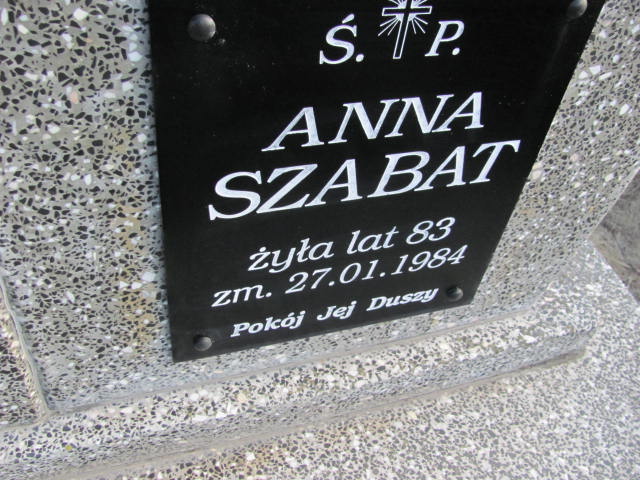 Ś. P.
ANNA
SZABAT
żyła lat 83
zm. 27.01.1984
Pokój Jej Duszy